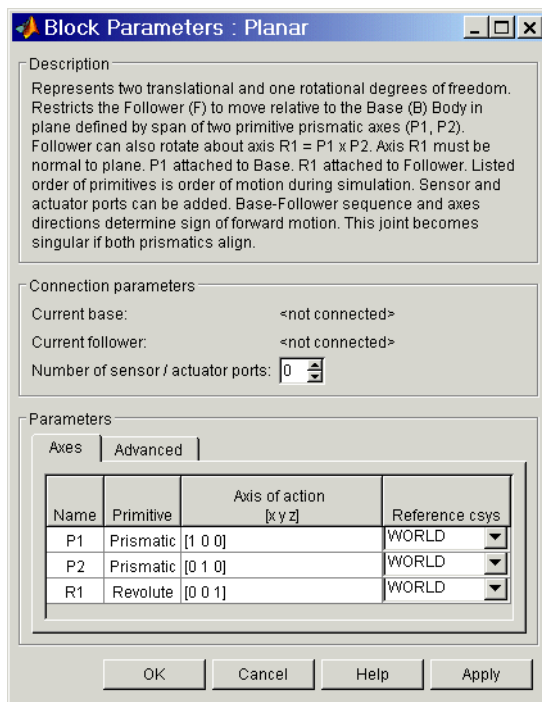 Block Parameters : Planar
Description
Represents two translational and one rotational degrees of freedom.
Restricts the Follower (F) to move relative to the Base (B) Body in
plane defined by span of two primitive prismatic axes (P1, P2).
Follower can also rotate about axis R1 = P1 x P2. Axis R1 must be
normal to plane. P1 attached to Base. R1 attached to Follower. Listed
order of primitives is order of motion during simulation. Sensor and
actuator ports can be added. Base-Follower sequence and axes
directions determine sign of forward motion. This joint becomes
singular if both prismatics align.
Connection parameters
Current base: <not connected>
Current follower: <not connected>
Number of sensor / actuator ports: 0
Parameters
Axes Advanced
Axis of action
Name Primitive [x y z] Reference csys
P1 Prismatic [1 0 0] WORLD
P2 Prismatic [0 1 0] WORLD
R1 Revolute [0 0 1] WORLD
OK Cancel Help Apply